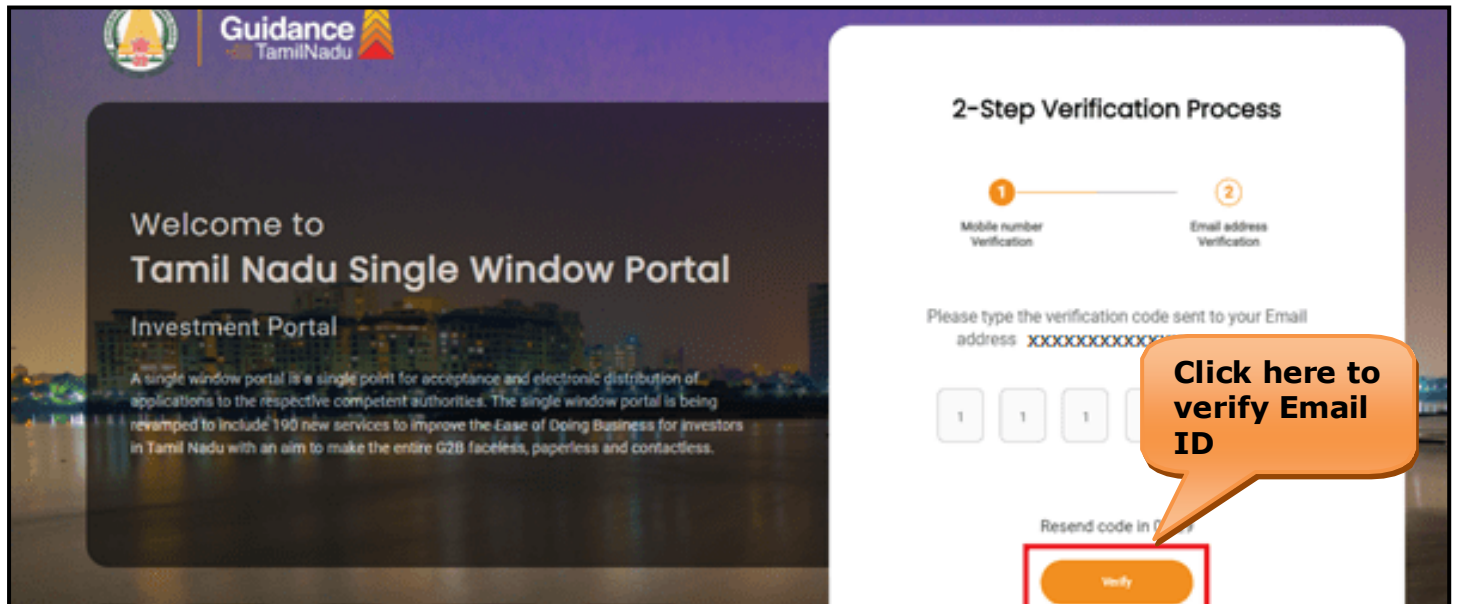 Guidance
TamilNadu
Welcome to
Tamil Nadu Single Window Portal
Investment Portal
A single window portal is a single point for acceptance and electronic distribution of
applications to the respective competent authorities. The single window portal is being
revamped to include 190 new services to improve the Ease of Doing Business for investors
in Tamil Nadu with an aim to make the entire G2B faceless, paperless and contactless.
2-Step Verification Process
1
2
Mobile number
Verification
Email address
Verification
Please type the verification code sent to your Email
address XXXXXXXXXXXX
1 1 1
Click here to
verify Email
ID
Resend code in
Verify